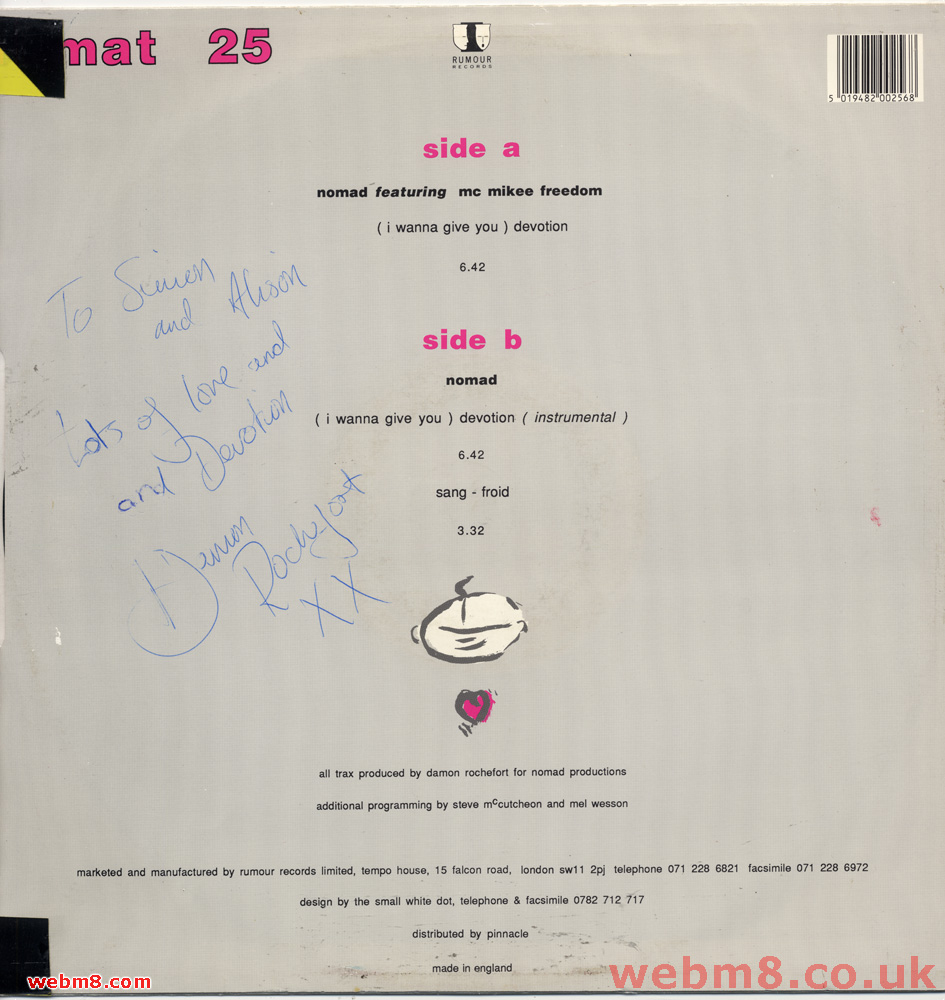 mat 25
RUMOUR
RECORDS
5 019482 002568
side a
nomad featuring mc mikee freedom
( i wanna give you ) devotion
6.42
To Simon
and Alison
Lots of love and
and Devotion
Damon
Rochefort
XX
side b
nomad
( i wanna give you ) devotion ( instrumental )
6.42
sang - froid
3.32
all trax produced by damon rochefort for nomad productions
additional programming by steve mccutcheon and mel wesson
marketed and manufactured by rumour records limited, tempo house, 15 falcon road, london sw11 2pj telephone 071 228 6821 facsimile 071 228 6972
design by the small white dot, telephone & facsimile 0782 712 717
distributed by pinnacle
made in england
webm8.com
webm8.co.uk